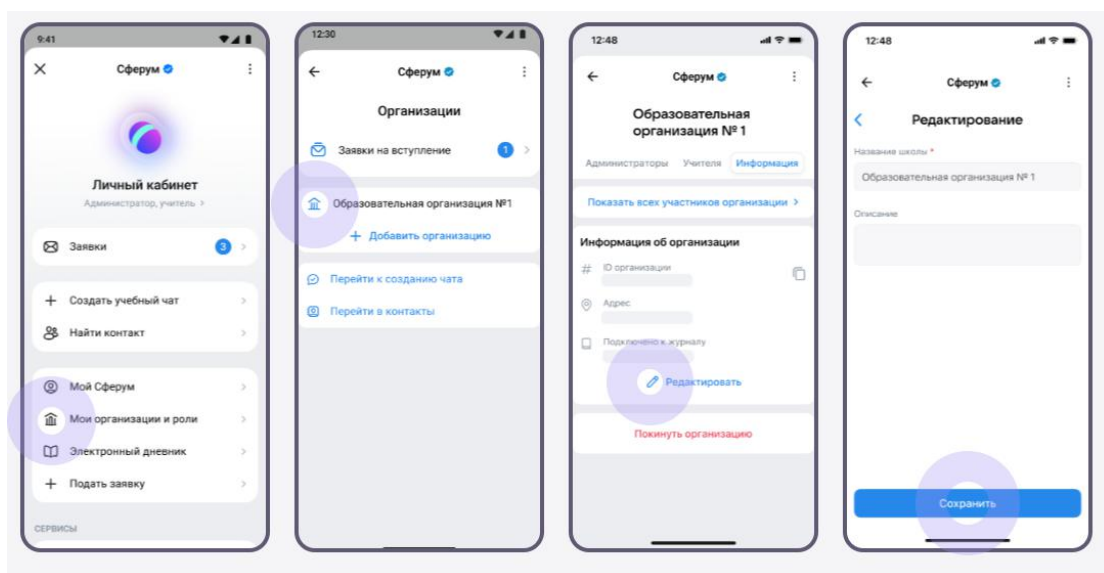 9:41
Сферум
Личный кабинет
Администратор, учитель >
Заявки
3
Создать учебный чат
Найти контакт
Мой Сферум
Мои организации и роли
Электронный дневник
Подать заявку
СЕРВИСЫ
12:30
Сферум
Организации
Заявки на вступление
1
Образовательная организация №1
+ Добавить организацию
Перейти к созданию чата
Перейти в контакты
12:48
Сферум
Образовательная
организация № 1
Администраторы Учителя Информация
Показать всех участников организации >
Информация об организации
# ID организации
Адрес
Подключено к журналу
Редактировать
Покинуть организацию
12:48
Сферум
Редактирование
Название школы *
Образовательная организация № 1
Описание
Сохранить